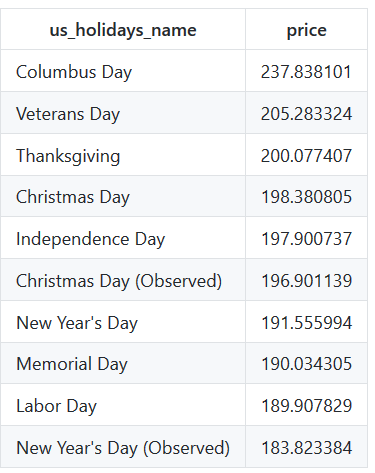 us_holidays_name price
Columbus Day 237.838101
Veterans Day 205.283324
Thanksgiving 200.077407
Christmas Day 198.380805
Independence Day 197.900737
Christmas Day (Observed) 196.901139
New Year's Day 191.555994
Memorial Day 190.034305
Labor Day 189.907829
New Year's Day (Observed) 183.823384